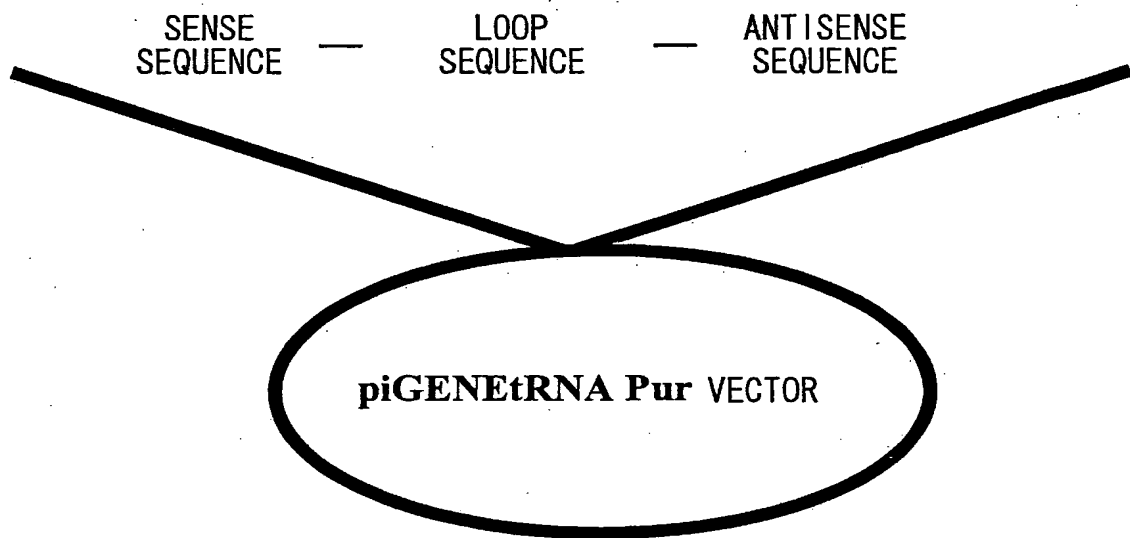 SENSE — LOOP — ANTISENSE
SEQUENCE SEQUENCE SEQUENCE
piGENEtRNA Pur VECTOR